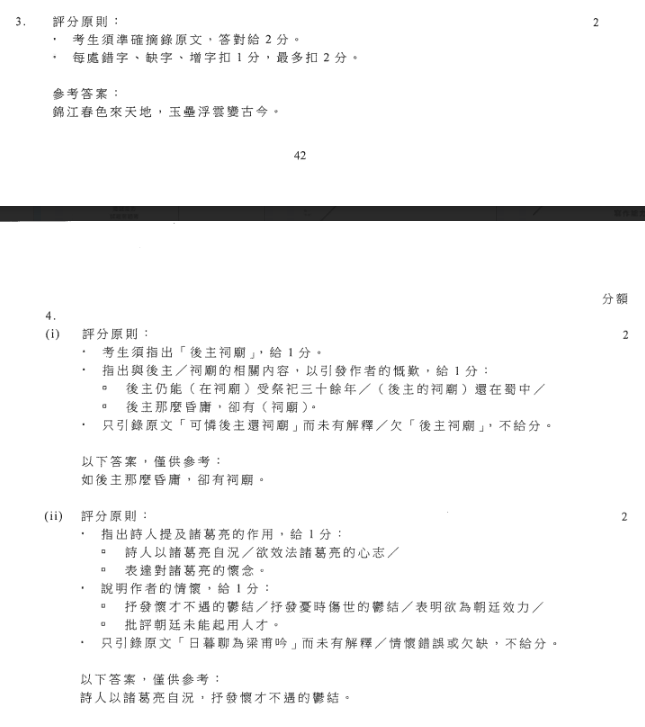 3. 評分原則： 2
· 考生須準確摘錄原文，答對給 2 分。
· 每處錯字、缺字、增字扣 1 分，最多扣 2 分。
參考答案：
錦江春色來天地，玉壘浮雲變古今。
42
分額
4.
(i) 評分原則： 2
· 考生須指出「後主祠廟」，給 1 分。
· 指出與後主／祠廟的相關內容，以引發作者的慨歎，給 1 分：
▫ 後主仍能（在祠廟）受祭祀三十餘年／（後主的祠廟）還在蜀中／
▫ 後主那麼昏庸，卻有（祠廟）。
· 只引錄原文「可憐後主還祠廟」而未有解釋／欠「後主祠廟」，不給分。
以下答案，僅供參考：
如後主那麼昏庸，卻有祠廟。
(ii) 評分原則： 2
· 指出詩人提及諸葛亮的作用，給 1 分：
▫ 詩人以諸葛亮自況／欲效法諸葛亮的心志／
▫ 表達對諸葛亮的懷念。
· 說明作者的情懷，給 1 分：
▫ 抒發懷才不遇的鬱結／抒發憂時傷世的鬱結／表明欲為朝廷效力／
▫ 批評朝廷未能起用人才。
· 只引錄原文「日暮聊為梁甫吟」而未有解釋／情懷錯誤或欠缺，不給分。
以下答案，僅供參考：
詩人以諸葛亮自況，抒發懷才不遇的鬱結。